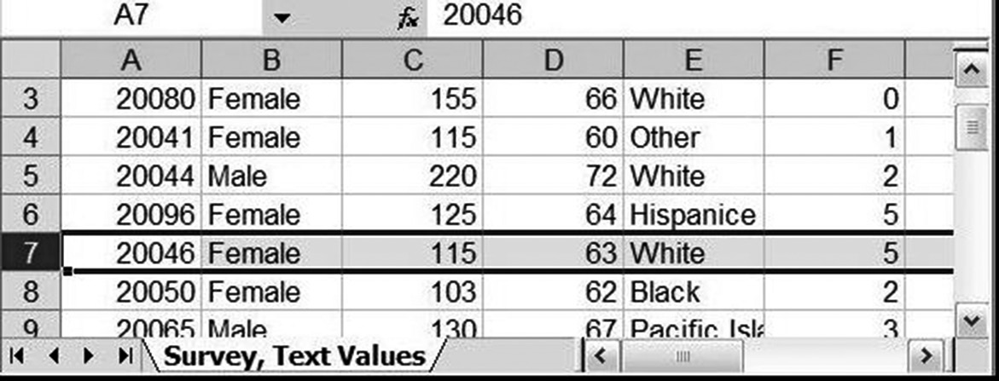 A7 fx 20046
A B C D E F
3 20080 Female 155 66 White 0
4 20041 Female 115 60 Other 1
5 20044 Male 220 72 White 2
6 20096 Female 125 64 Hispanice 5
7 20046 Female 115 63 White 5
8 20050 Female 103 62 Black 2
9 20065 Male 130 67 Pacific Isla 3
Survey, Text Values